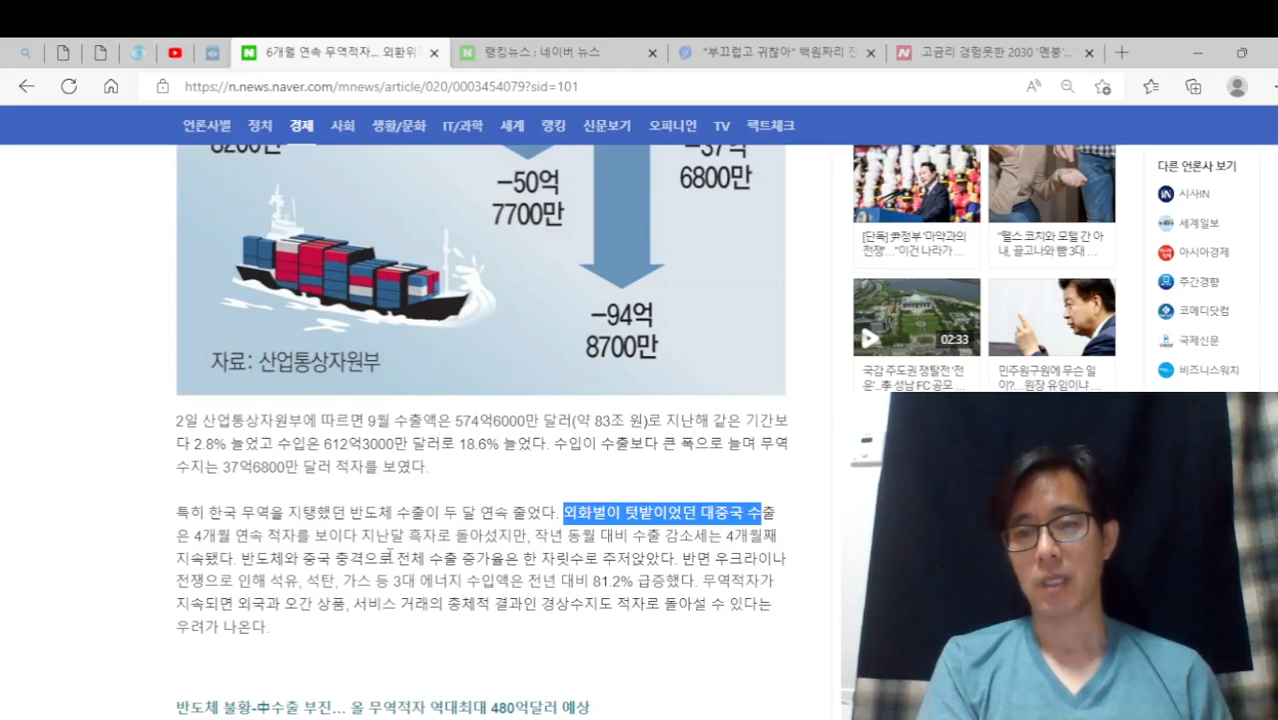 6개월 연속 무역적자... 외환위
랭킹뉴스 : 네이버 뉴스
"부끄럽고 귀찮아" 백원짜리 전
고금리 경험못한 2030 '멘붕'...
https://n.news.naver.com/mnews/article/020/0003454079?sid=101
언론사별 정치 경제 사회 생활/문화 IT/과학 세계 랭킹 신문보기 오피니언 TV 팩트체크
-50억
7700만
-37억
6800만
-94억
8700만
자료: 산업통상자원부
2일 산업통상자원부에 따르면 9월 수출액은 574억6000만 달러(약 83조 원)로 지난해 같은 기간보
다 2.8% 늘었고 수입은 612억3000만 달러로 18.6% 늘었다. 수입이 수출보다 큰 폭으로 늘며 무역
수지는 37억6800만 달러 적자를 보였다.
특히 한국 무역을 지탱했던 반도체 수출이 두 달 연속 줄었다. 외화벌이 텃밭이었던 대중국 수출
은 4개월 연속 적자를 보이다 지난달 흑자로 돌아섰지만, 작년 동월 대비 수출 감소세는 4개월째
지속됐다. 반도체와 중국 충격으로 전체 수출 증가율은 한 자릿수로 주저앉았다. 반면 우크라이나
전쟁으로 인해 석유, 석탄, 가스 등 3대 에너지 수입액은 전년 대비 81.2% 급증했다. 무역적자가
지속되면 외국과 오간 상품, 서비스 거래의 총체적 결과인 경상수지도 적자로 돌아설 수 있다는
우려가 나온다.
반도체 불황-中수출 부진... 올 무역적자 역대최대 480억달러 예상
[단독] 尹정부 '마약과의
전쟁'…"이건 나라가 …
"헬스 코치와 모텔 간 아
내, 끌고나와 뺨 3대 …
02:33
국감 주도권 쟁탈전 '전
운'..李 성남 FC 공모 …
민주원구원에 무슨 일
이?…원장 유임이냐 …
다른 언론사 보기
시사IN
세계일보
아시아경제
주간경향
코메디닷컴
국제신문
비즈니스워치